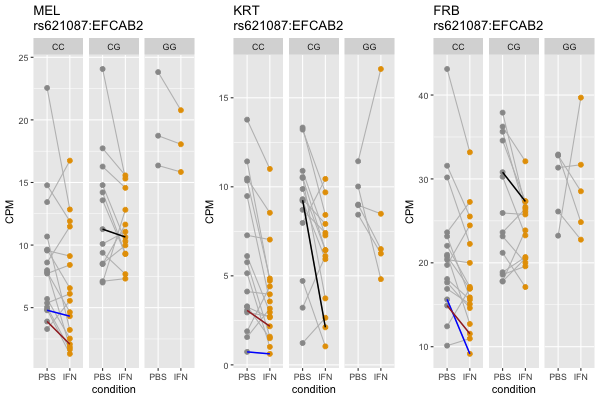 MEL
rs621087:EFCAB2
CC CG GG
CPM
25
20
15
10
5
PBS IFN PBS IFN PBS IFN
condition
KRT
rs621087:EFCAB2
CC CG GG
CPM
15
10
5
0
PBS IFN PBS IFN PBS IFN
condition
FRB
rs621087:EFCAB2
CC CG GG
CPM
40
30
20
10
PBS IFN PBS IFN PBS IFN
condition